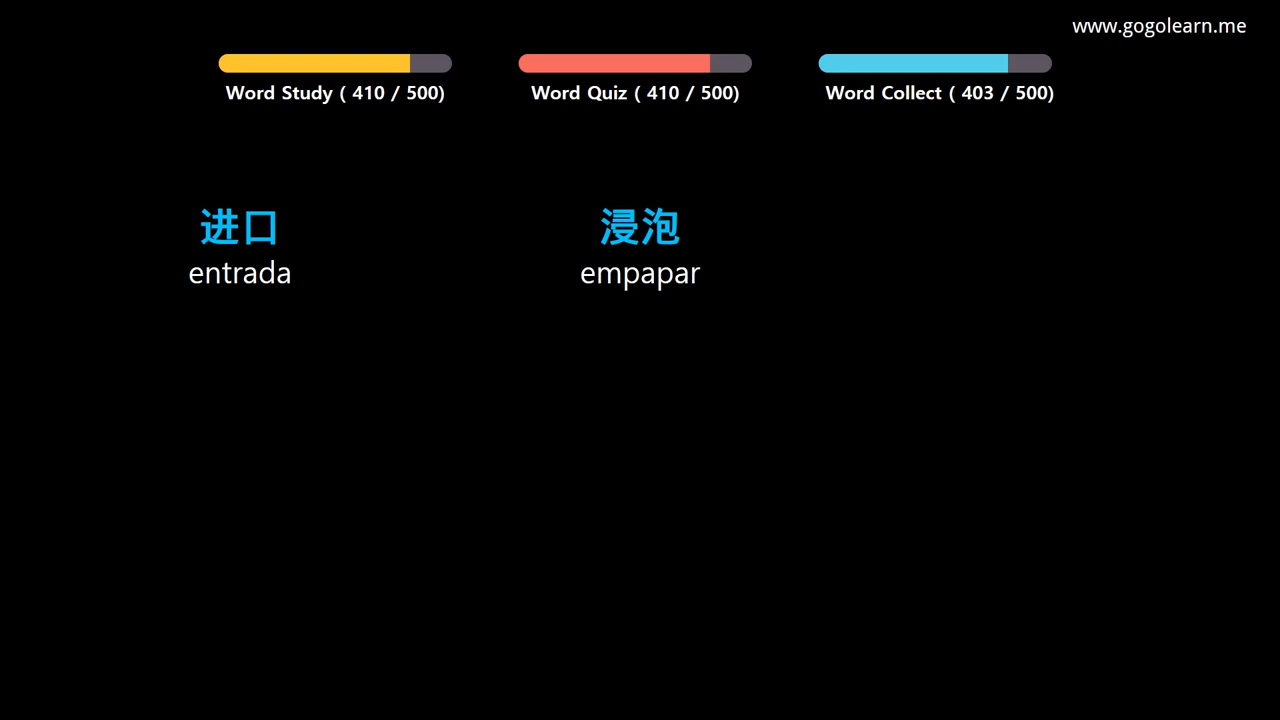 www.gogolearn.me
Word Study ( 410 / 500)
Word Quiz ( 410 / 500)
Word Collect ( 403 / 500)
进口
entrada
浸泡
empapar